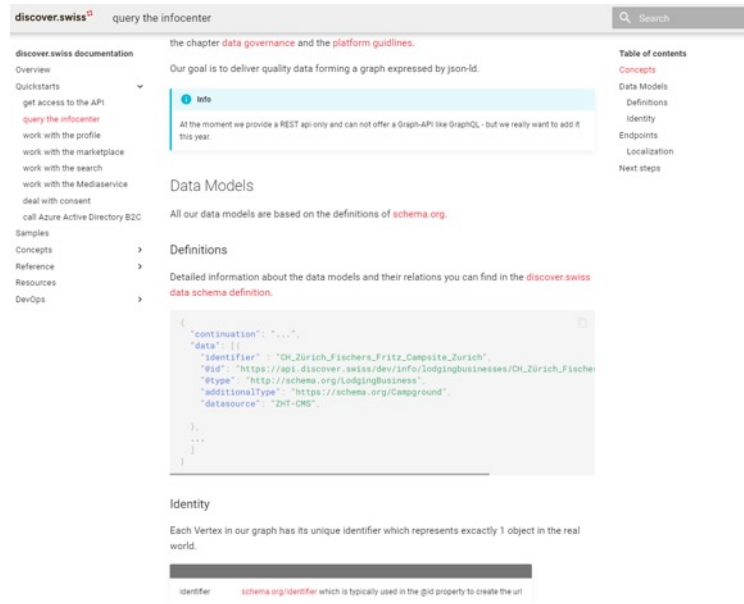 discover.swiss
query the infocenter
Search
discover.swiss documentation
Overview
Quickstarts
get access to the API
query the infocenter
work with the profile
work with the marketplace
work with the search
work with the Mediaservice
deal with consent
call Azure Active Directory B2C
Samples
Concepts
Reference
Resources
DevOps
the chapter data governance and the platform guidlines.
Our goal is to deliver quality data forming a graph expressed by json-ld.
Info
At the moment we provide a REST api only and can not offer a Graph-API like GraphQL - but we really want to add it
this year.
Data Models
All our data models are based on the definitions of schema.org.
Definitions
Detailed information about the data models and their relations you can find in the discover.swiss
data schema definition.
{
"continuation": "...",
"data": [{
"identifier" : "CH_Zürich_Fischers_Fritz_Campsite_Zurich",
"@id": "https://api.discover.swiss/dev/info/lodgingbusinesses/CH_Zürich_Fische
"@type": "http://schema.org/LodgingBusiness",
"additionalType": "https://schema.org/Campground",
"datasource": "ZHT-CMS",
},
...
]
}
Identity
Each Vertex in our graph has its unique identifier which represents excactly 1 object in the real
world.
identifier schema.org/identifier which is typically used in the @id property to create the url
Table of contents
Concepts
Data Models
Definitions
Identity
Endpoints
Localization
Next steps